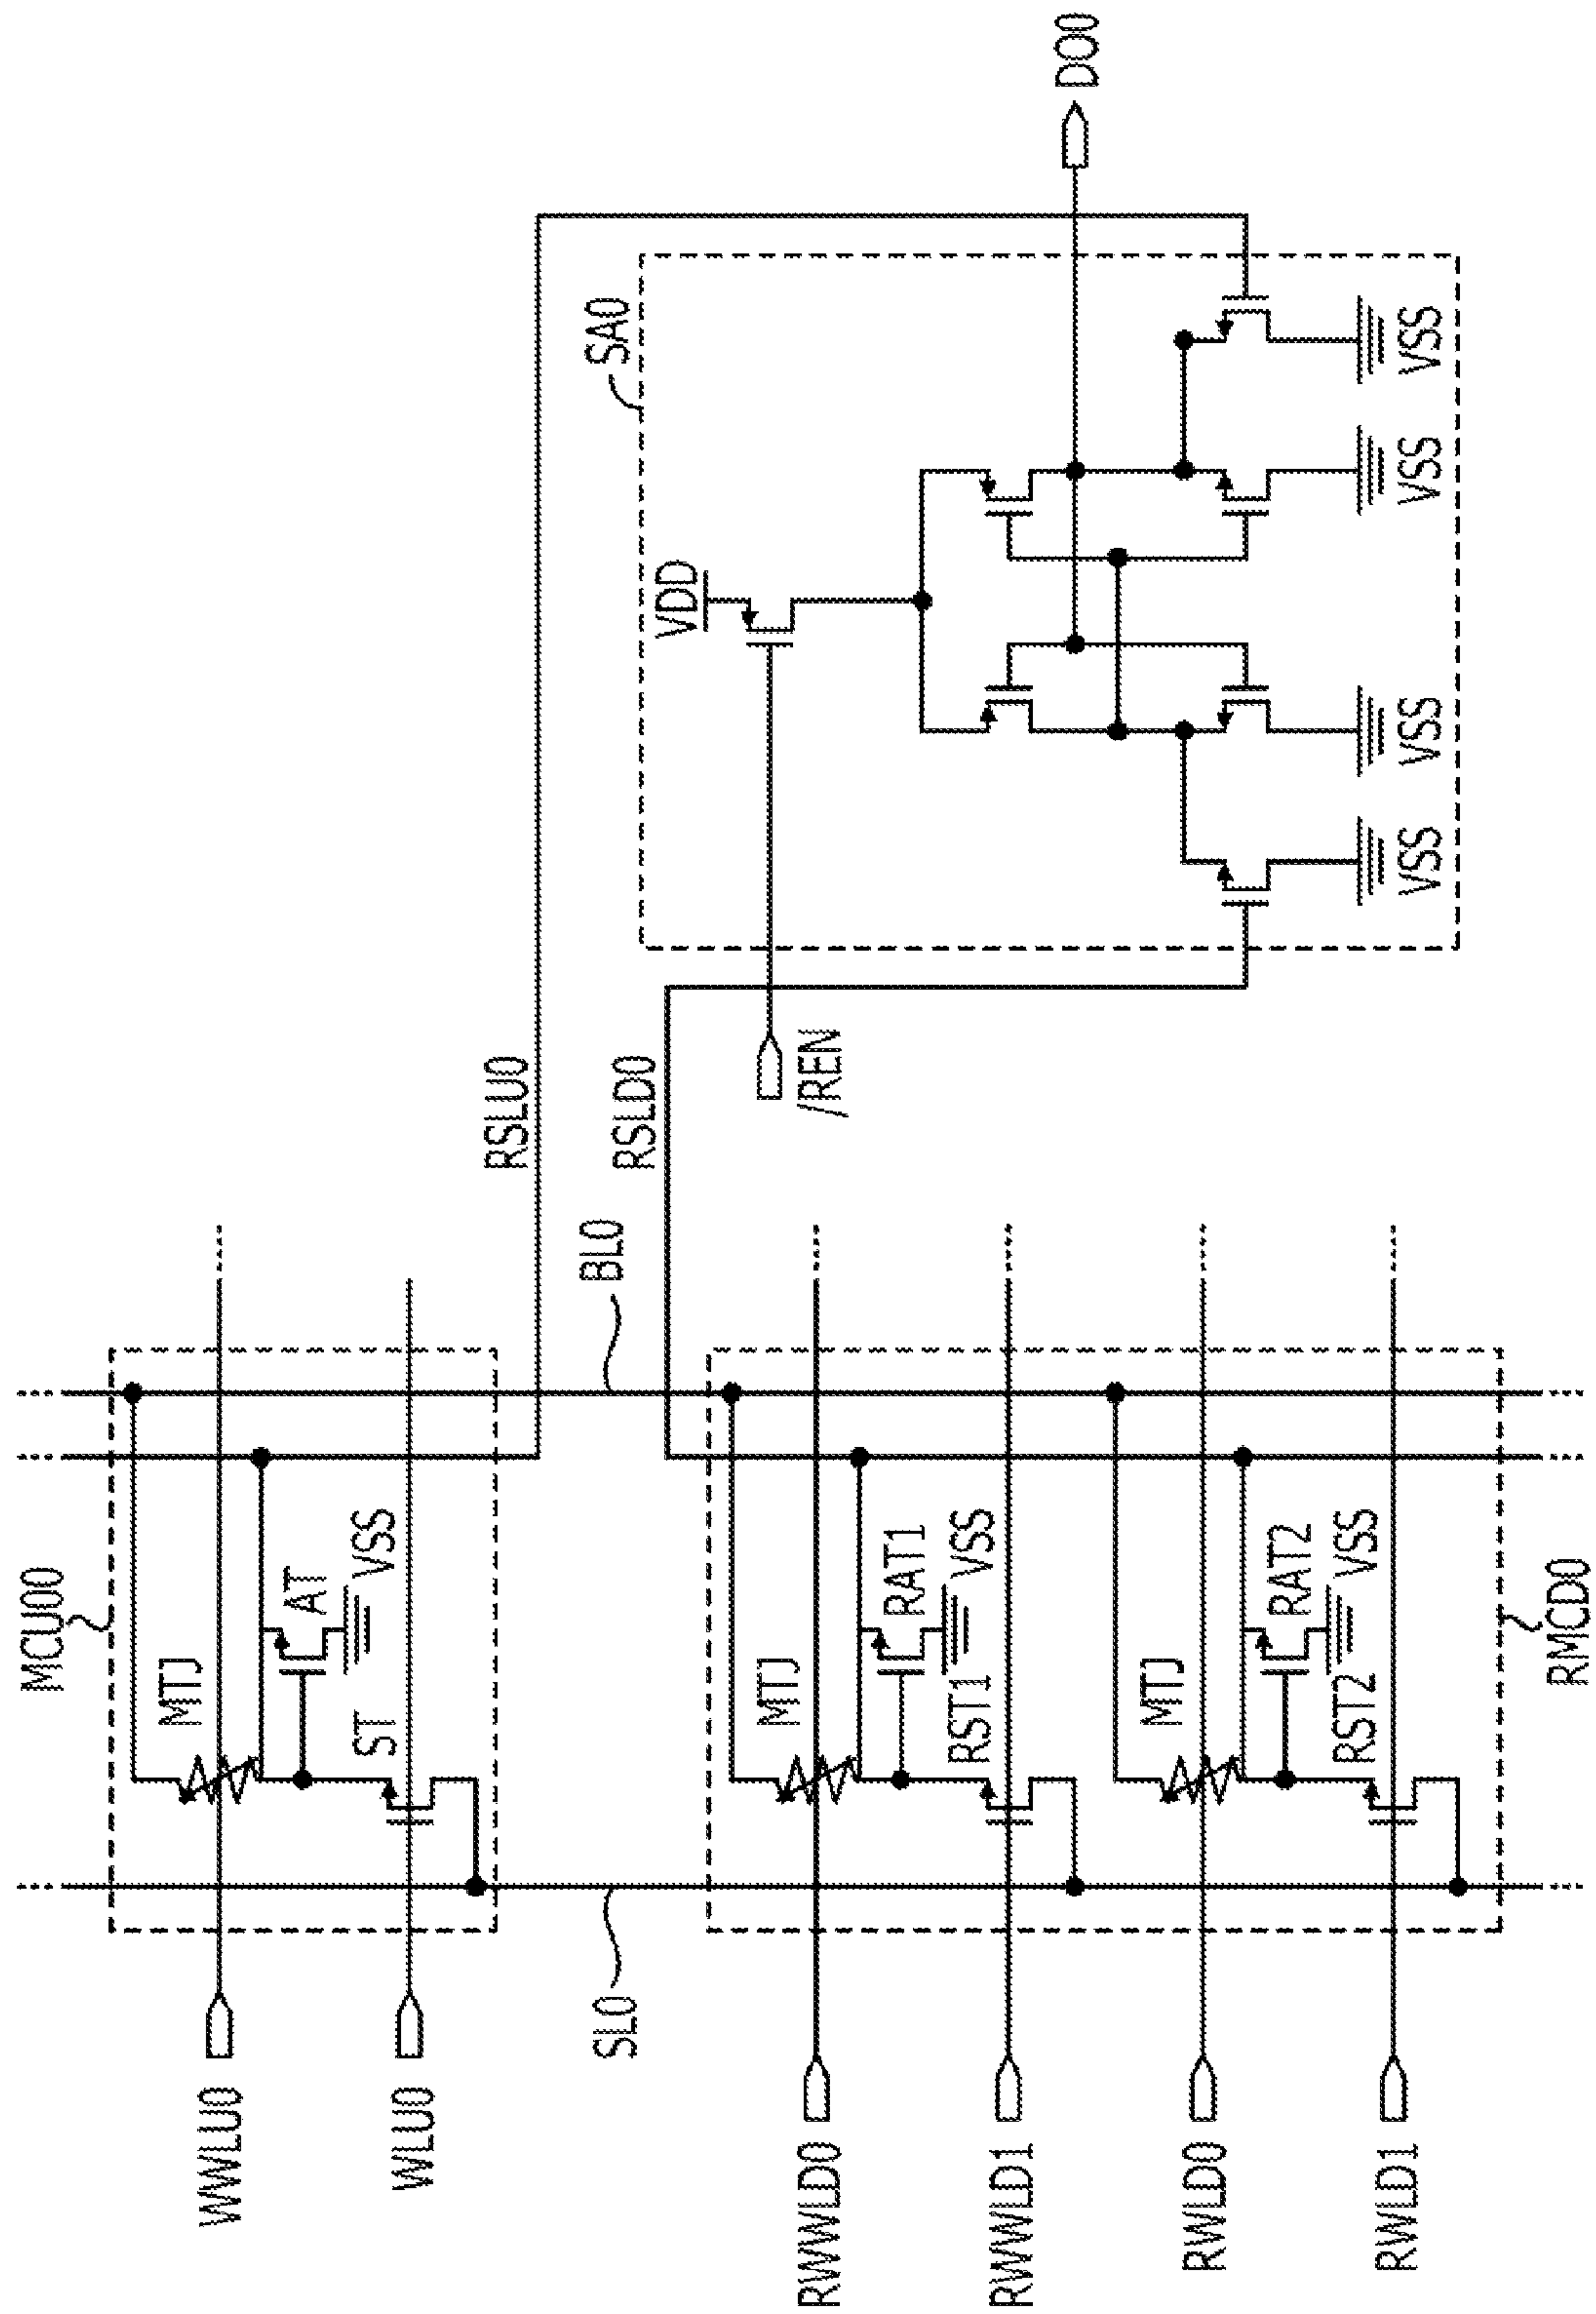 MCU00
WWLU0
MTJ
AT
VSS
ST
WLU0
SL0
BL0
RSLU0
RSLD0
RWWLD0
MTJ
RAT1
VSS
RST1
RWWLD1
RWLD0
MTJ
RAT2
VSS
RST2
RWLD1
RMCD0
SA0
VDD
/REN
VSS
VSS
VSS
VSS
DO0